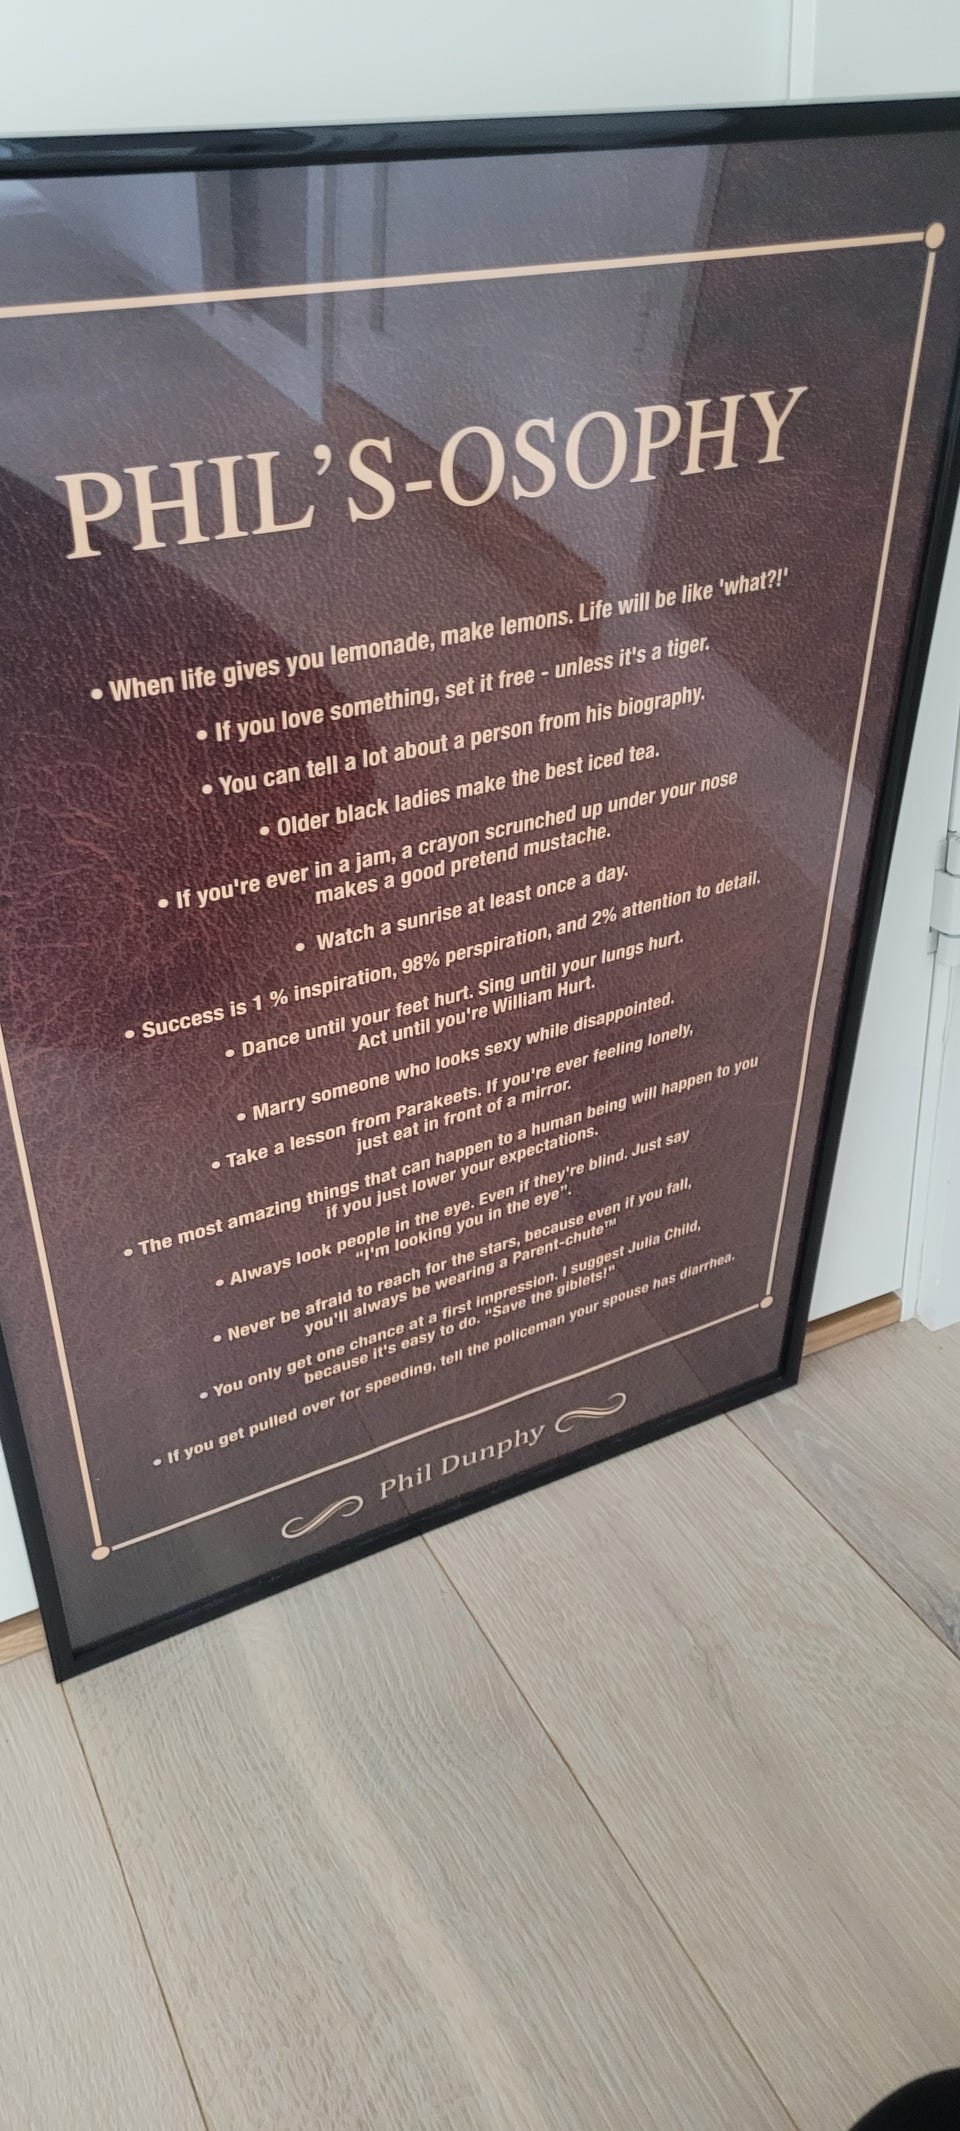 PHIL'S-OSOPHY
• When life gives you lemonade, make lemons. Life will be like 'what?!'
• If you love something, set it free - unless it's a tiger.
• You can tell a lot about a person from his biography.
• Older black ladies make the best iced tea.
• If you're ever in a jam, a crayon scrunched up under your nose
makes a good pretend mustache.
• Watch a sunrise at least once a day.
• Success is 1 % inspiration, 98% perspiration, and 2% attention to detail.
• Dance until your feet hurt. Sing until your lungs hurt.
Act until you're William Hurt.
• Marry someone who looks sexy while disappointed.
• Take a lesson from Parakeets. If you're ever feeling lonely,
just eat in front of a mirror.
• The most amazing things that can happen to a human being will happen to you
if you just lower your expectations.
• Always look people in the eye. Even if they're blind. Just say
“I'm looking you in the eye”.
• Never be afraid to reach for the stars, because even if you fall,
you'll always be wearing a Parent-chute™
• You only get one chance at a first impression. I suggest Julia Child,
because it's easy to do. "Save the giblets!"
• If you get pulled over for speeding, tell the policeman your spouse has diarrhea.
Phil Dunphy